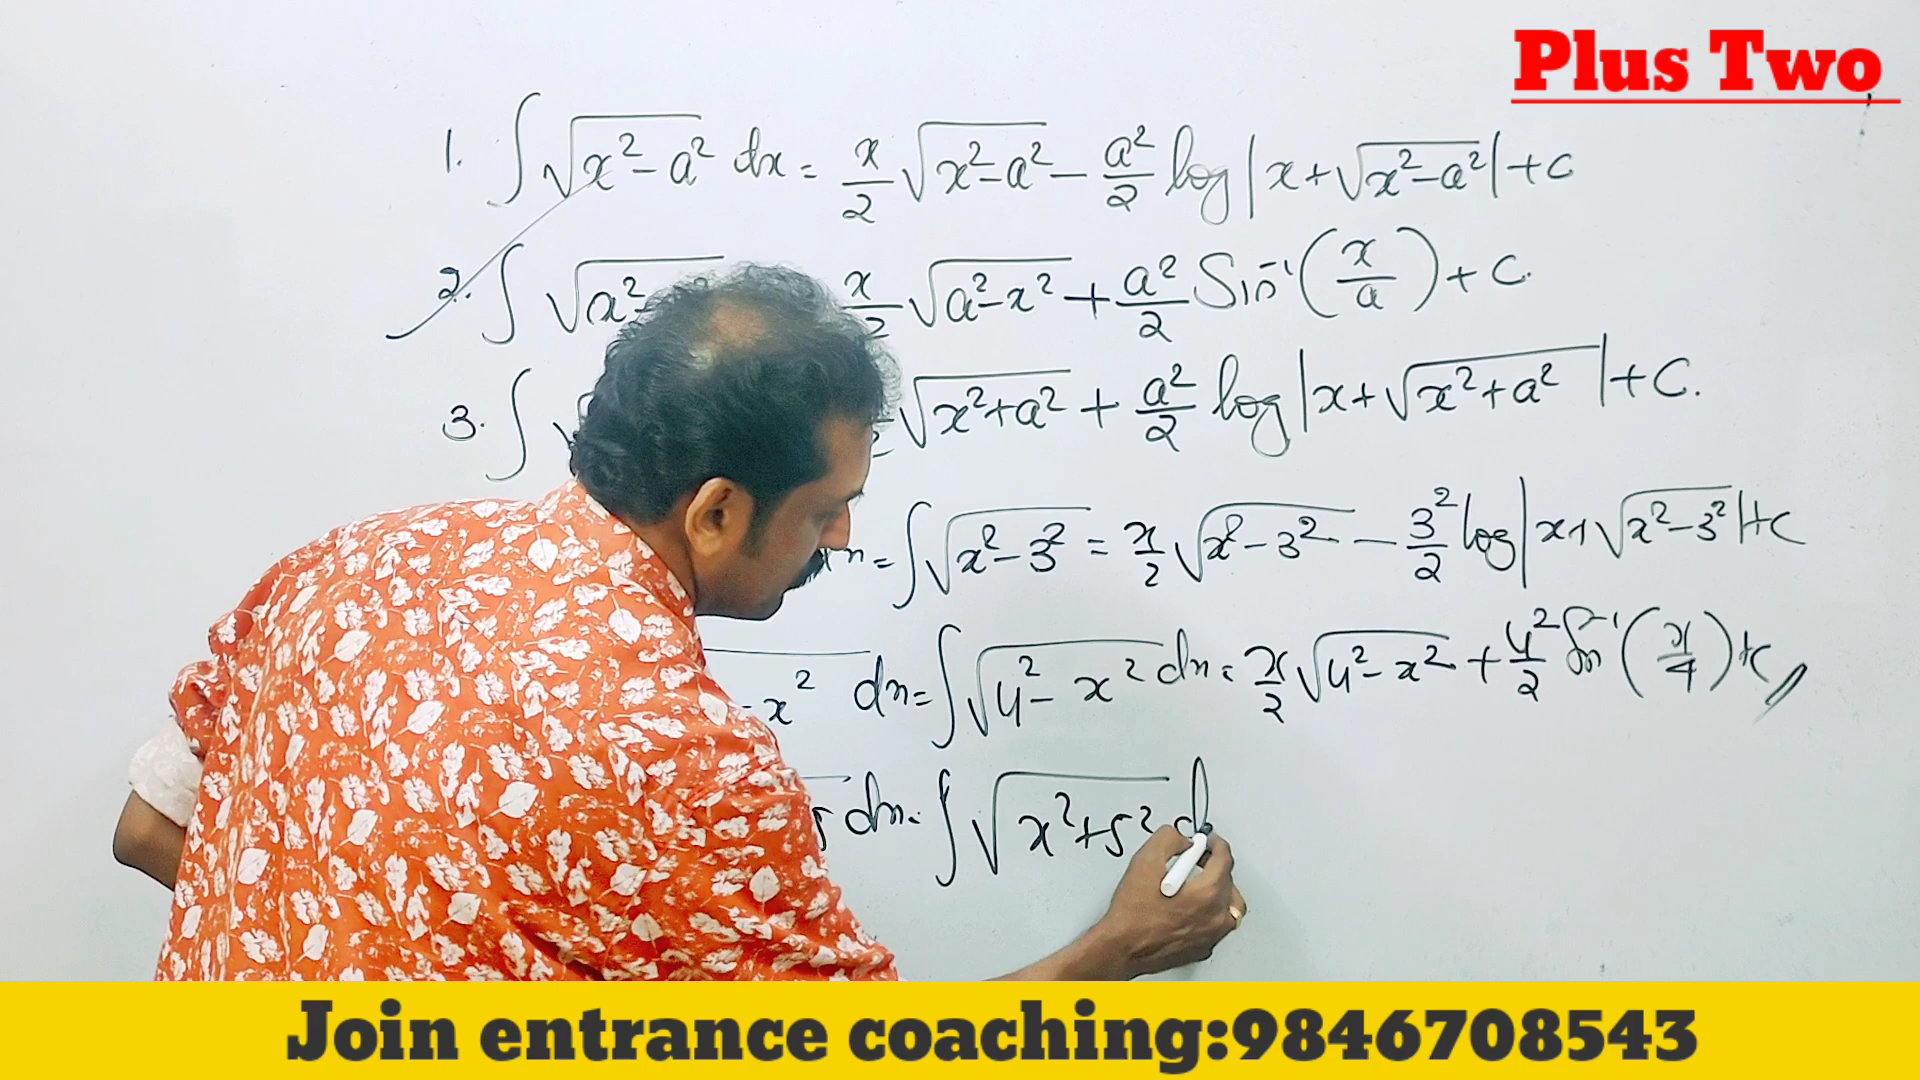 Plus Two
1. ∫√(x²-a²) dx = x/2 √(x²-a²) - a²/2 log|x+√(x²-a²)|+c
2. ∫ √ x/2 √(a²-x²) + a²/2 Sin⁻¹(x/a)+c.
3. ∫ √(x²+a²) + a²/2 log|x+√(x²+a²)|+c.
= ∫√(x²-3²) = x/2 √(x²-3²) - 3²/2 log|x+√(x²-3²)|+c
- x² dx = ∫√(4²-x²) dx = x/2 √(4²-x²) + 4²/2 Sin⁻¹(x/4)+c
dx = ∫√(x²+5²) d
Join entrance coaching:9846708543